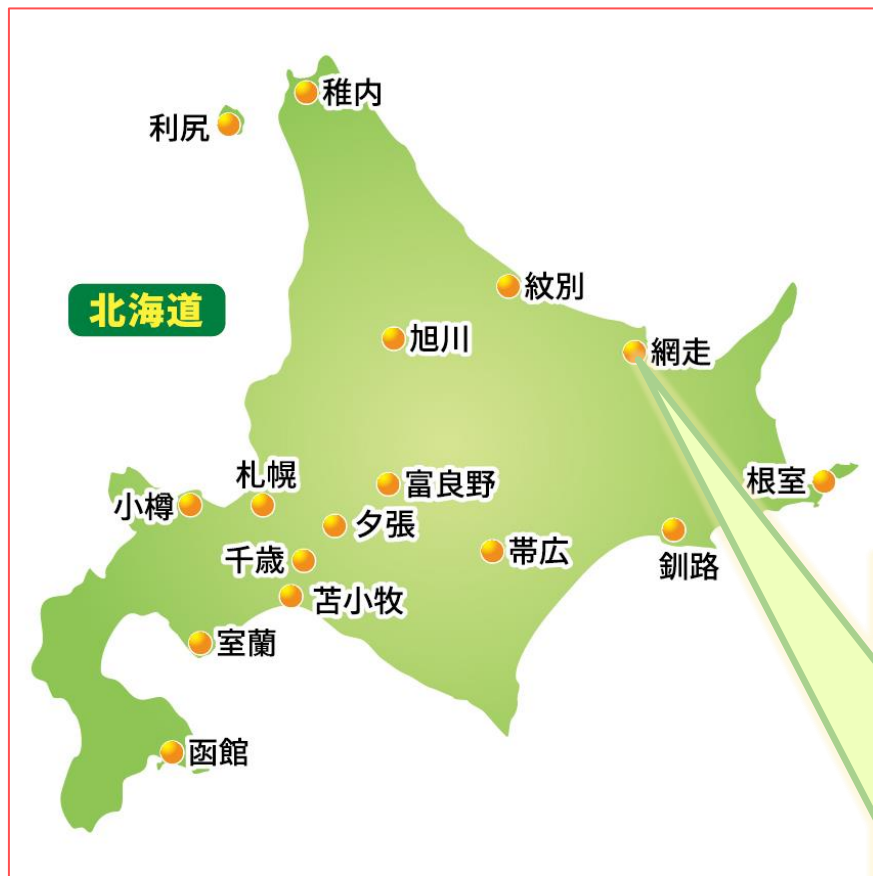 稚内
利尻
紋別
北海道
旭川
網走
札幌
富良野
根室
小樽
夕張
千歳
帯広
釧路
苫小牧
室蘭
函館